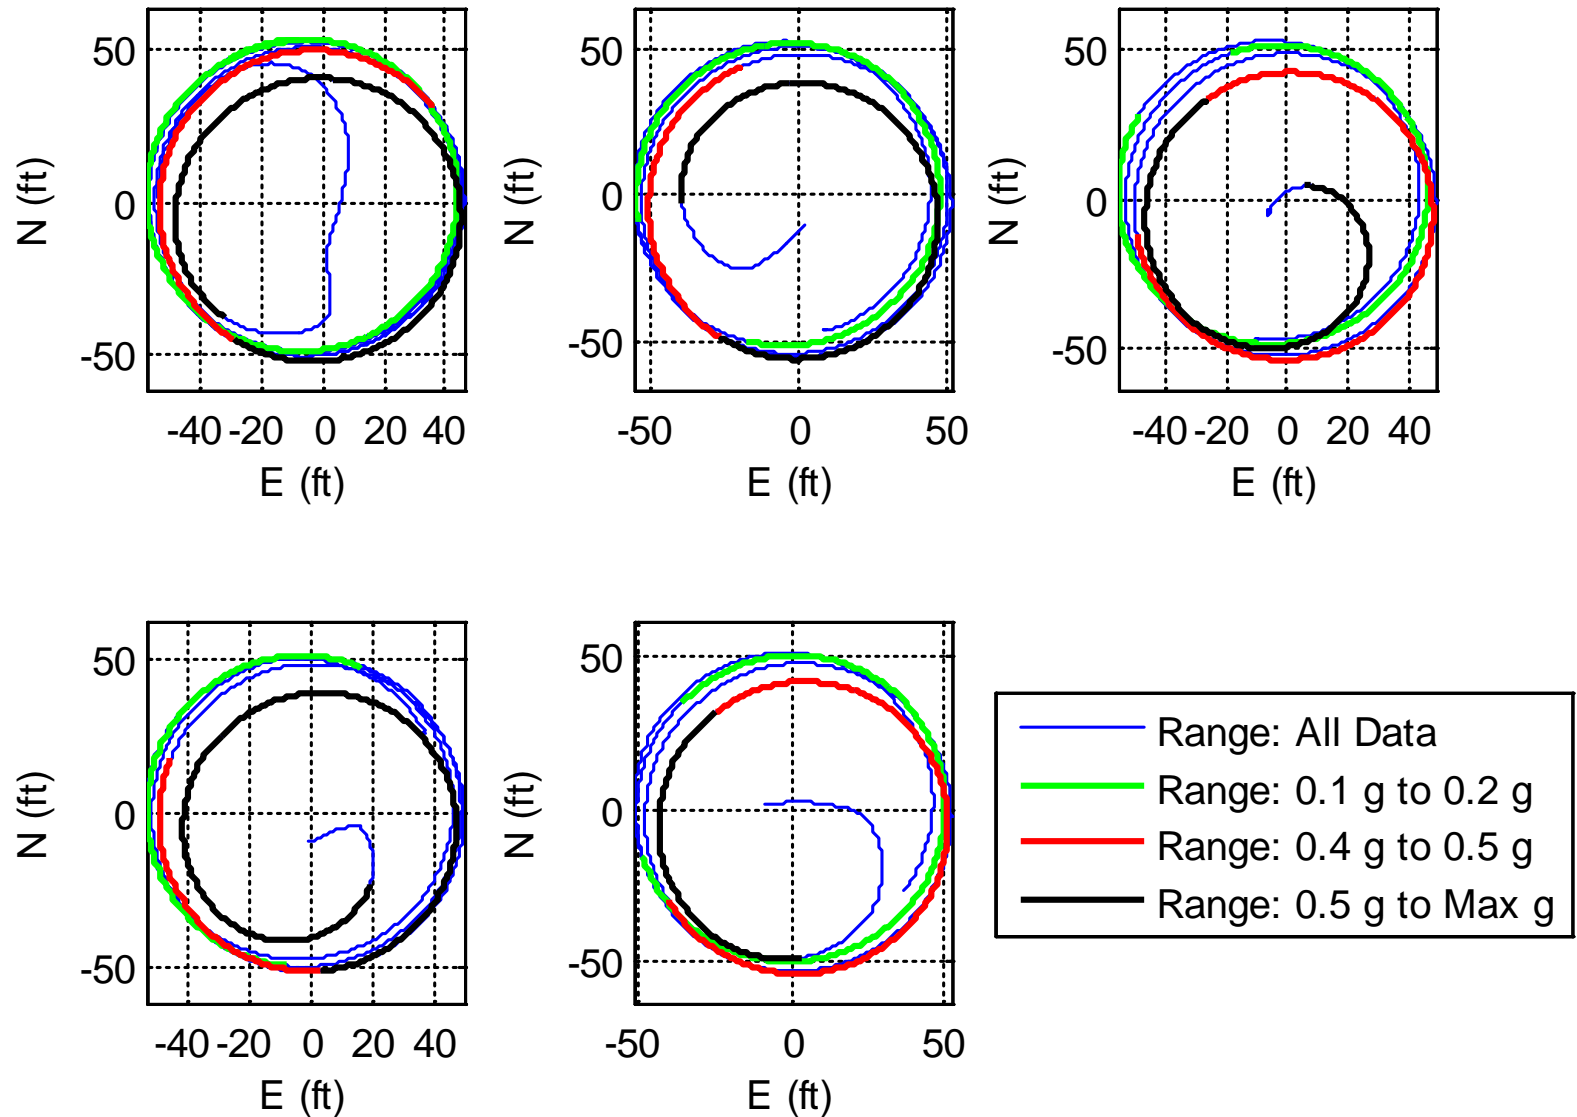 50
0
-50
N (ft)
-40 -20 0 20 40
E (ft)
50
0
-50
N (ft)
-50 0 50
E (ft)
50
0
-50
N (ft)
-40 -20 0 20 40
E (ft)
50
0
-50
N (ft)
-40 -20 0 20 40
E (ft)
50
0
-50
N (ft)
-50 0 50
E (ft)
Range: All Data
Range: 0.1 g to 0.2 g
Range: 0.4 g to 0.5 g
Range: 0.5 g to Max g